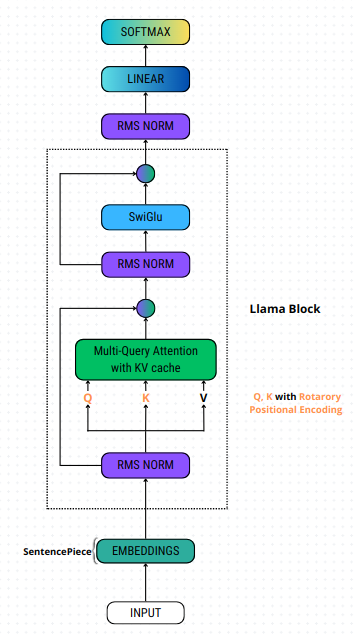 SOFTMAX
LINEAR
RMS NORM
SwiGlu
RMS NORM
Llama Block
Multi-Query Attention
with KV cache
Q K V
Q, K with Rotarory
Positional Encoding
RMS NORM
SentencePiece
EMBEDDINGS
INPUT